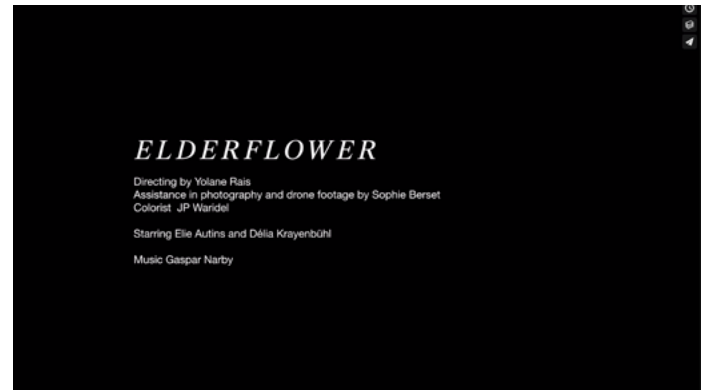 ELDERFLOWER
Directing by Yolane Rais
Assistance in photography and drone footage by Sophie Berset
Colorist JP Waridel
Starring Elie Autins and Délia Krayenbühl
Music Gaspar Narby